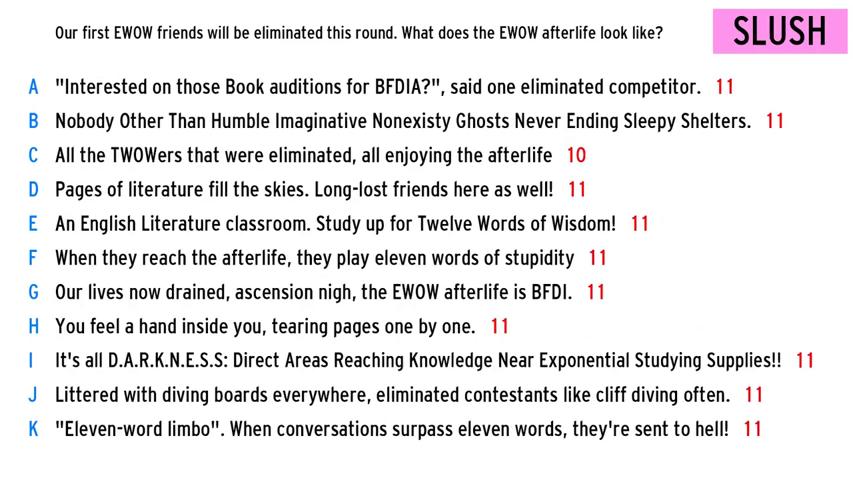 Our first EWOW friends will be eliminated this round. What does the EWOW afterlife look like?
SLUSH
A "Interested on those Book auditions for BFDIA?", said one eliminated competitor. 11
B Nobody Other Than Humble Imaginative Nonexisty Ghosts Never Ending Sleepy Shelters. 11
C All the TWOWers that were eliminated, all enjoying the afterlife 10
D Pages of literature fill the skies. Long-lost friends here as well! 11
E An English Literature classroom. Study up for Twelve Words of Wisdom! 11
F When they reach the afterlife, they play eleven words of stupidity 11
G Our lives now drained, ascension nigh, the EWOW afterlife is BFDI. 11
H You feel a hand inside you, tearing pages one by one. 11
I It's all D.A.R.K.N.E.S.S: Direct Areas Reaching Knowledge Near Exponential Studying Supplies!! 11
J Littered with diving boards everywhere, eliminated contestants like cliff diving often. 11
K "Eleven-word limbo". When conversations surpass eleven words, they're sent to hell! 11